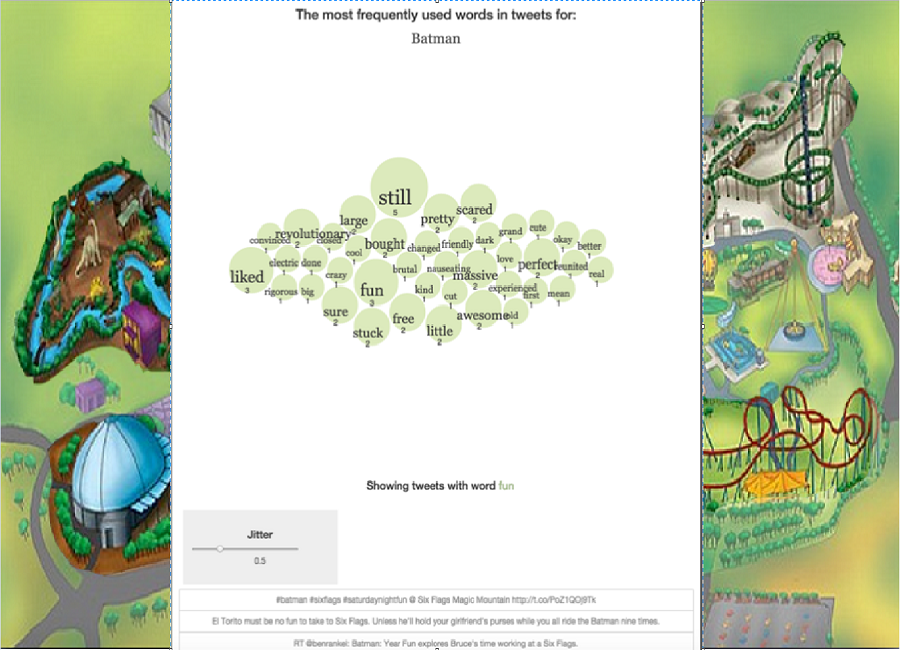 The most frequently used words in tweets for:
Batman
still
5
scared
2
pretty
2
large
2
revolutionary
2
convinced
1
closed
1
cool
1
bought
2
changed
1
friendly
1
dark
1
grand
1
cute
1
okay
1
better
1
liked
3
electric
1
done
1
crazy
1
brutal
1
nauseating
1
massive
2
love
1
perfect
2
reunited
1
real
1
rigorous
1
big
1
fun
3
kind
1
cut
1
experienced
first
1
mean
1
sure
2
stuck
2
free
2
little
2
awesome
2
old
1
Showing tweets with word fun
Jitter
0.5
#batman #sixflags #saturdaynightfun @ Six Flags Magic Mountain http://t.co/PoZ1QOj9Tk
El Torito must be no fun to take to Six Flags. Unless he'll hold your girlfriend's purses while you all ride the Batman nine times.
RT @benrankel: Batman: Year Fun explores Bruce's time working at a Six Flags.